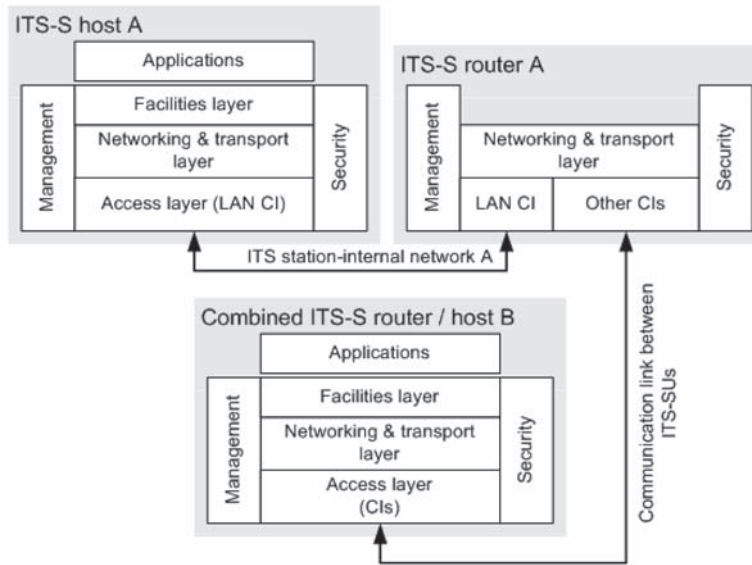 ITS-S host A
Applications
Management
Facilities layer
Networking & transport
layer
Access layer (LAN CI)
Security
ITS-S router A
Management
Networking & transport
layer
LAN CI
Other CIs
Security
ITS station-internal network A
Combined ITS-S router / host B
Applications
Management
Facilities layer
Networking & transport
layer
Access layer
(CIs)
Security
Communication link between
ITS-SUs